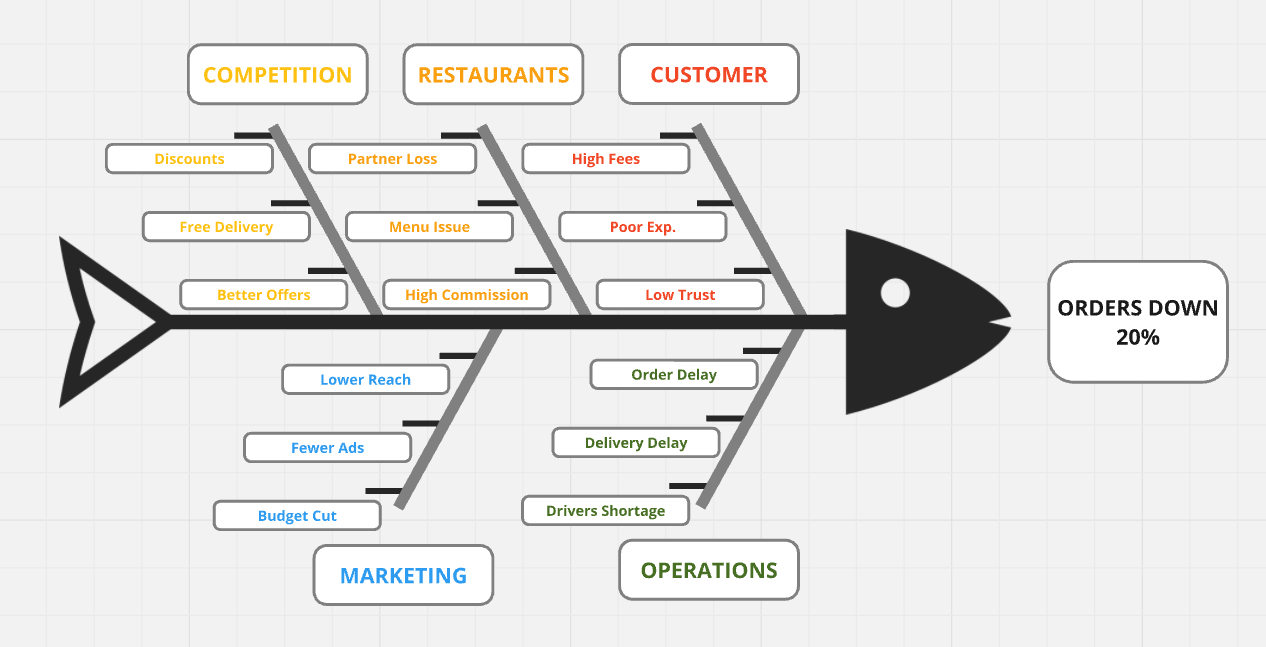 COMPETITION
RESTAURANTS
CUSTOMER
Discounts
Partner Loss
High Fees
Free Delivery
Menu Issue
Poor Exp.
Better Offers
High Commission
Low Trust
ORDERS DOWN
20%
Lower Reach
Order Delay
Fewer Ads
Delivery Delay
Budget Cut
Drivers Shortage
MARKETING
OPERATIONS